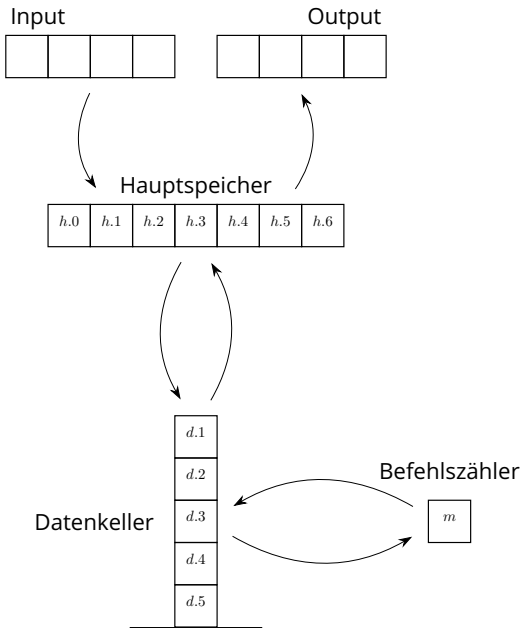 Input Output
Hauptspeicher
h.0 h.1 h.2 h.3 h.4 h.5 h.6
d.1
d.2
Befehlszähler
d.3 m
Datenkeller
d.4
d.5